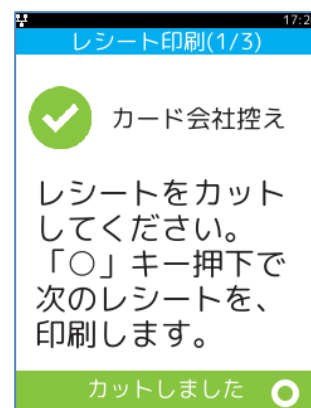 17:2
レシート印刷(1/3)
カード会社控え
レシートをカット
してください。
「○」キー押下で
次のレシートを、
印刷します。
カットしました